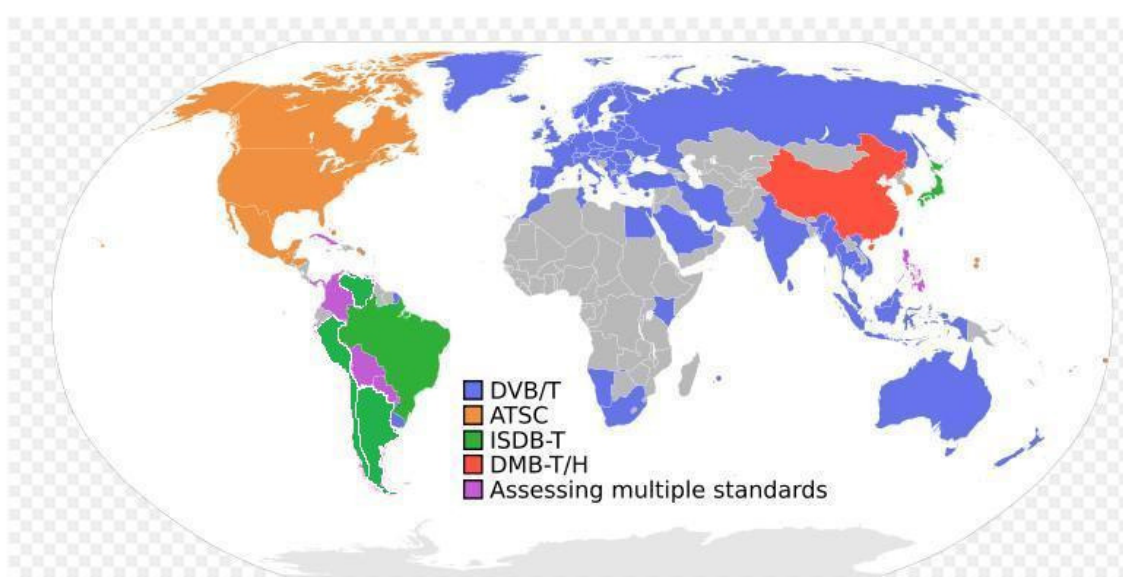 DVB/T
ATSC
ISDB-T
DMB-T/H
Assessing multiple standards